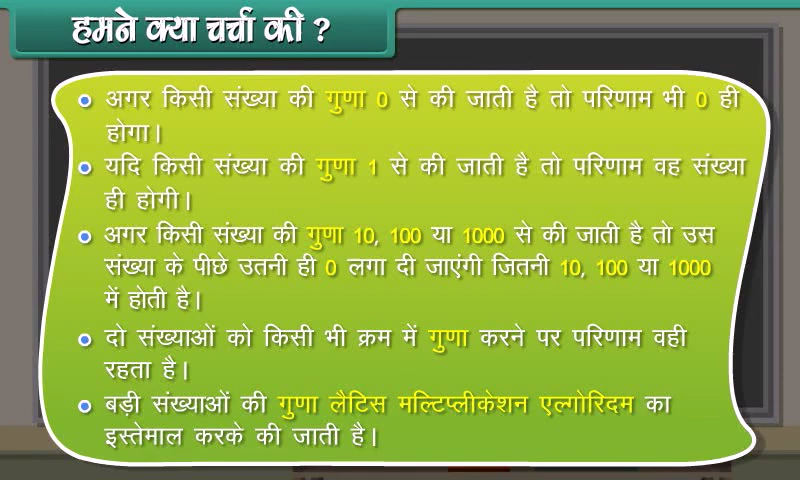 हमने क्या चर्चा की ?
अगर किसी संख्या की गुणा 0 से की जाती है तो परिणाम भी 0 ही
होगा।
यदि किसी संख्या की गुणा 1 से की जाती है तो परिणाम वह संख्या
ही होगी।
अगर किसी संख्या की गुणा 10, 100 या 1000 से की जाती है तो उस
संख्या के पीछे उतनी ही 0 लगा दी जाएंगी जितनी 10, 100 या 1000
में होती है।
दो संख्याओं को किसी भी क्रम में गुणा करने पर परिणाम वही
रहता है।
बड़ी संख्याओं की गुणा लैटिस मल्टिप्लीकेशन एल्गोरिदम का
इस्तेमाल करके की जाती है।